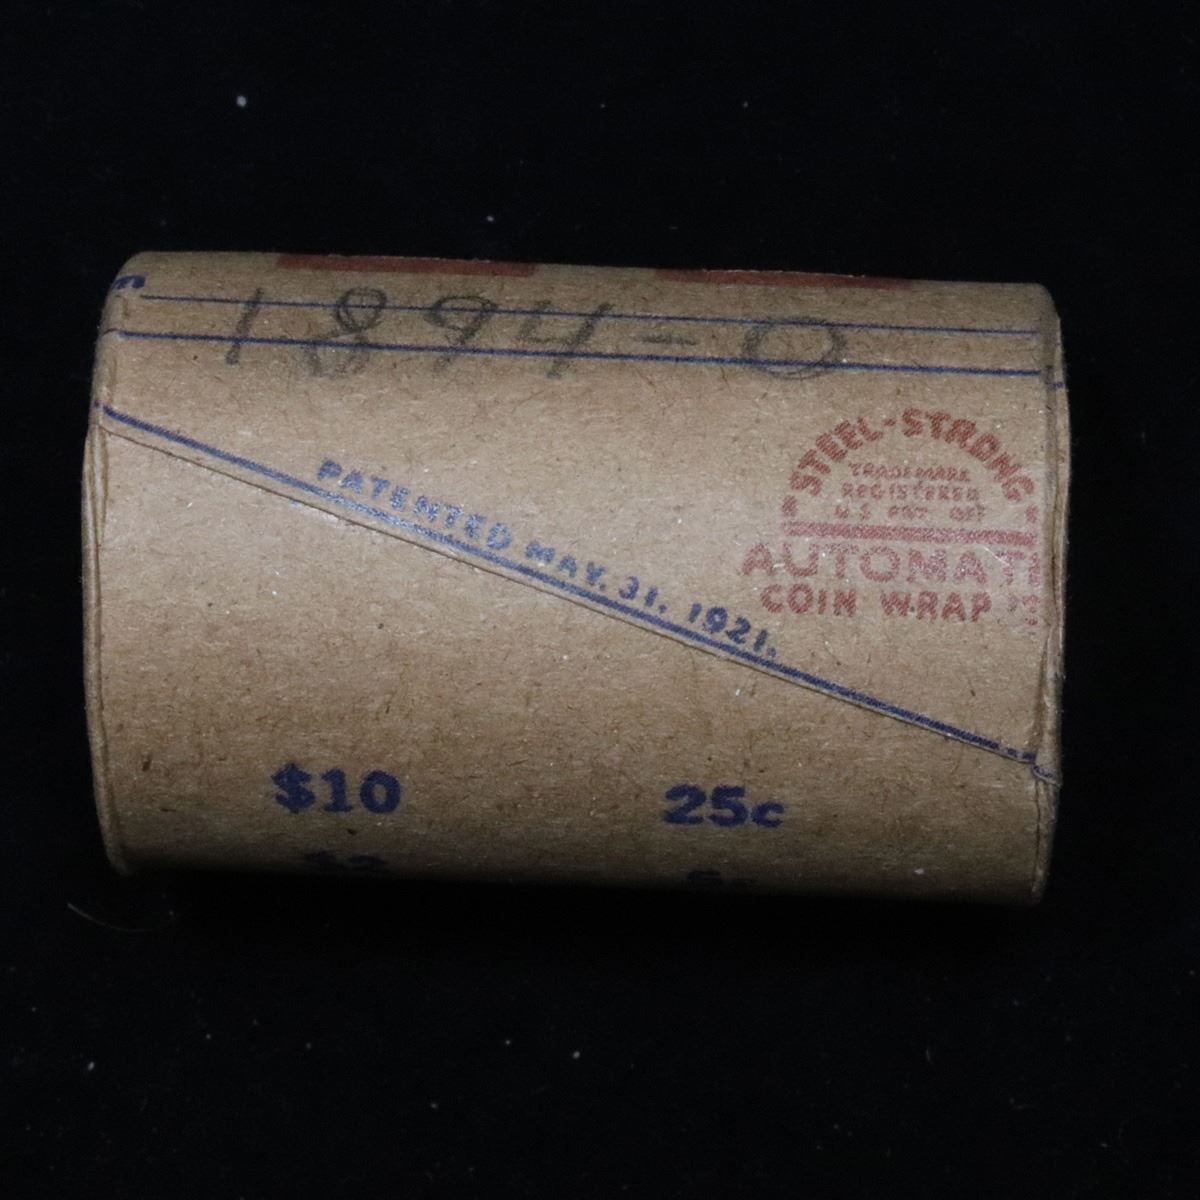 1894-O
STEEL-STRONG
TRADEMARK
REGISTERED
U.S. PAT. OFF
AUTOMATI
COIN WRAP
PATENTED MAY. 31. 1921.
$10
25c